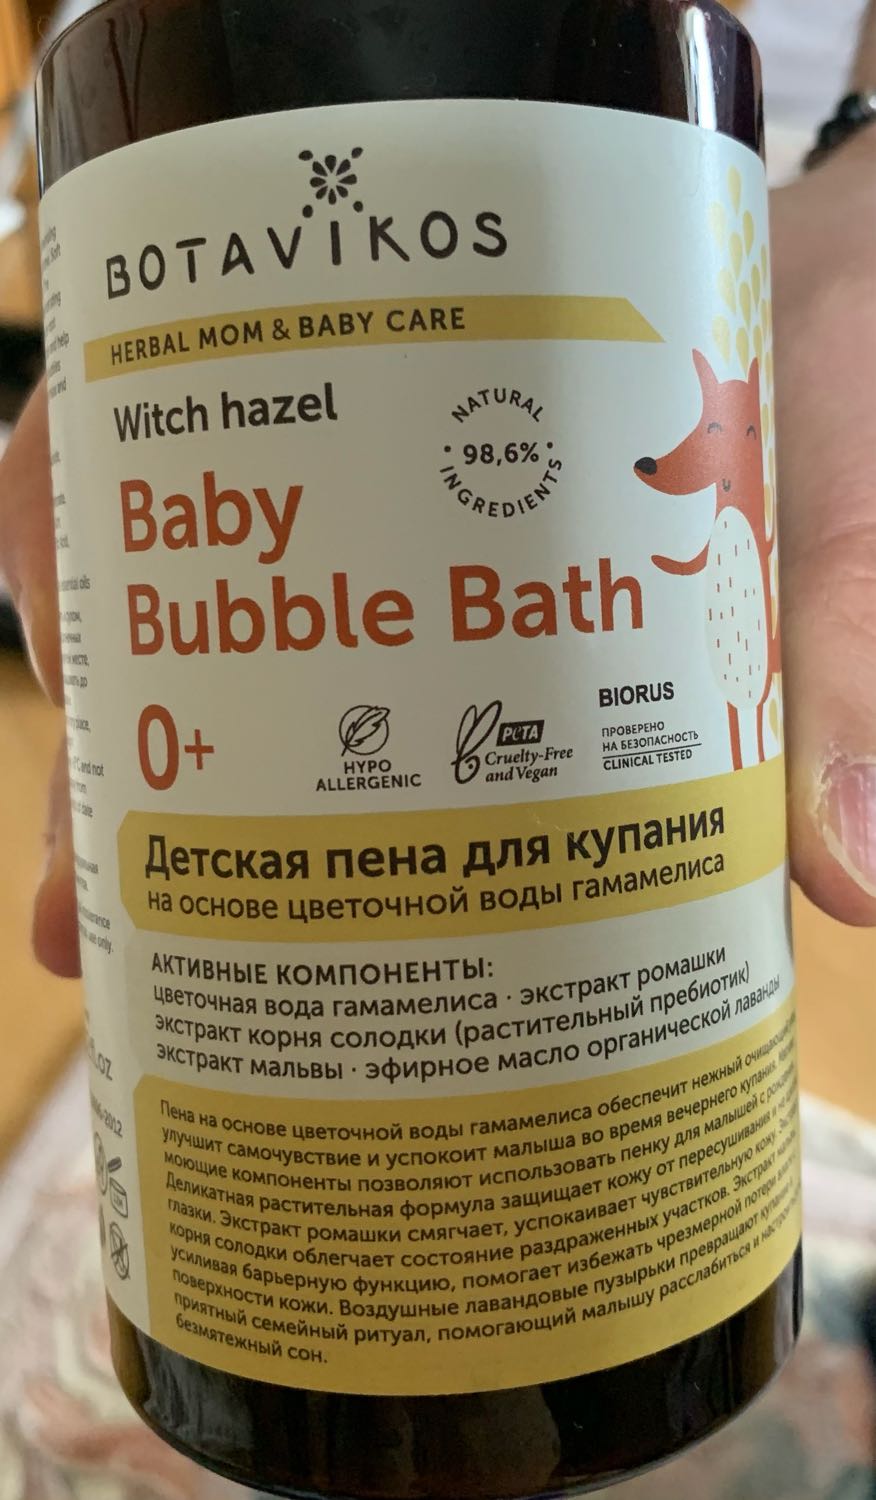 BOTAVIKOS
HERBAL MOM & BABY CARE
Witch hazel
NATURAL
98,6%
INGREDIENTS
Baby
Bubble Bath
0+
HYPO
ALLERGENIC
PETA
Cruelty-Free
and Vegan
BIORUS
ПРОВЕРЕНО
НА БЕЗОПАСНОСТЬ
CLINICAL TESTED
Детская пена для купания
на основе цветочной воды гамамелиса
АКТИВНЫЕ КОМПОНЕНТЫ:
цветочная вода гамамелиса · экстракт ромашки
экстракт корня солодки (растительный пребиотик)
экстракт мальвы · эфирное масло органической лаванды
Пена на основе цветочной воды гамамелиса обеспечит нежный
улучшит самочувствие и успокоит малыша во время вечернего купания.
моющие компоненты позволяют использовать пенку для малышей с
Деликатная растительная формула защищает кожу от пересушивания и не
глазки. Экстракт ромашки смягчает, успокаивает чувствительную кожу.
корня солодки облегчает состояние раздраженных участков. Экстракт
усиливая барьерную функцию, помогает избежать чрезмерной потери
поверхности кожи. Воздушные лавандовые пузырьки превращают
приятный семейный ритуал, помогающий малышу расслабиться и
безмятежный сон.